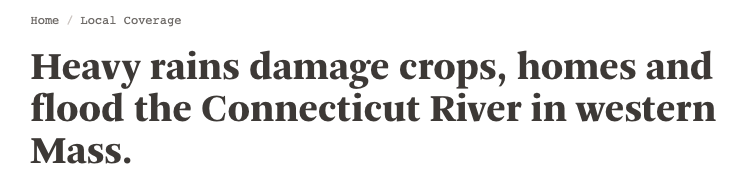 Home / Local Coverage
Heavy rains damage crops, homes and
flood the Connecticut River in western
Mass.